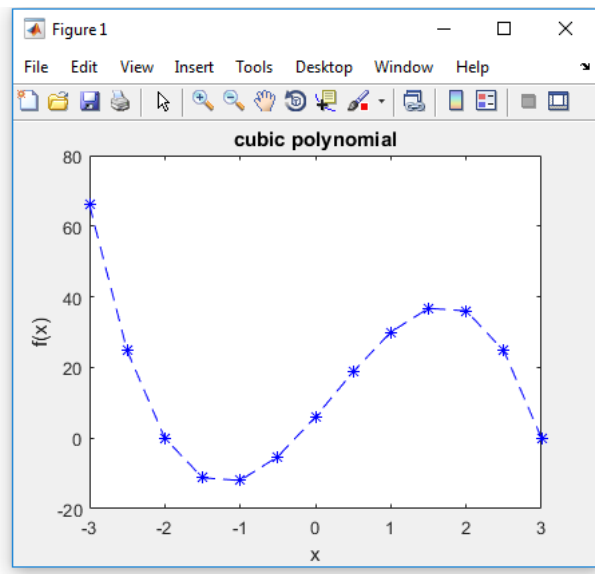 Figure 1
File Edit View Insert Tools Desktop Window Help
cubic polynomial
80
60
40
20
0
-20
f(x)
-3 -2 -1 0 1 2 3
x